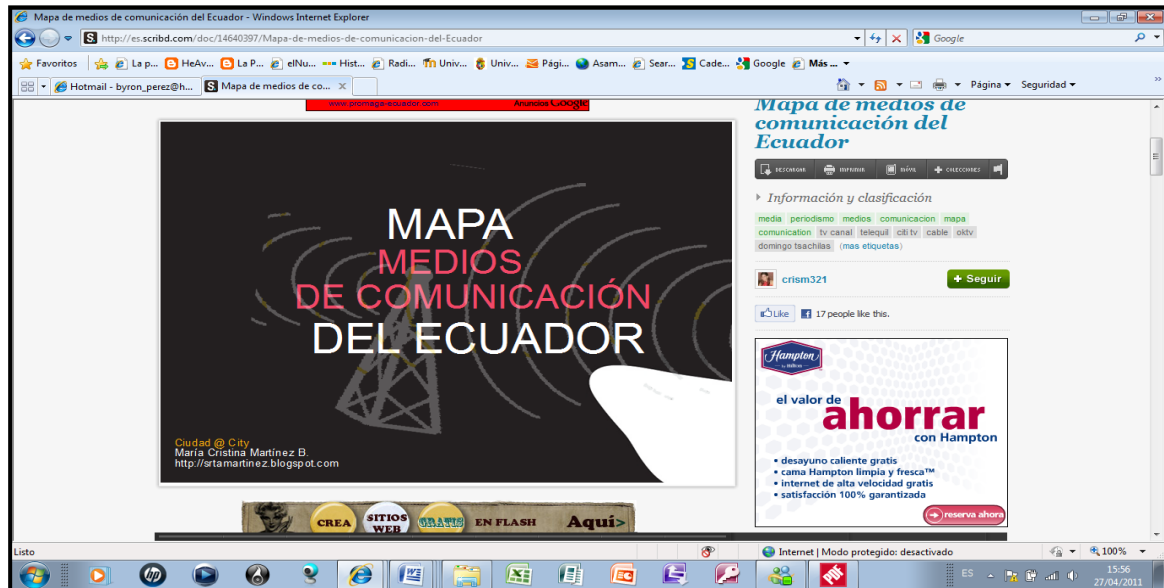 Mapa de medios de comunicación del Ecuador - Windows Internet Explorer
http://es.scribd.com/doc/14640397/Mapa-de-medios-de-comunicacion-del-Ecuador
Google
Favoritos La p... HeAv... La P... elNu... Hist... Radi... Univ... Univ... Pági... Asam... Sear... Cade... Google Más ...
Hotmail - byron_perez@h... Mapa de medios de co... Página Seguridad
www.promega-ecuador.com Anuncios Google
Mapa de medios de
comunicación del
Ecuador
DESCARGAR IMPRIMIR MÓVIL COLECCIONES
Información y clasificación
media periodismo medios comunicacion mapa
comunication tv canal telequil citi tv cable oktv
domingo tsachilas (mas etiquetas)
crism321 + Seguir
Like 17 people like this.
MAPA
MEDIOS
DE COMUNICACIÓN
DEL ECUADOR
Ciudad @ City
María Cristina Martínez B.
http://srtamartinez.blogspot.com
Hampton
by Hilton
el valor de
ahorrar
con Hampton
• desayuno caliente gratis
• cama Hampton limpia y fresca™
• internet de alta velocidad gratis
• satisfacción 100% garantizada
reserva ahora
CREA SITIOS WEB GRATIS EN FLASH Aquí>
Listo Internet | Modo protegido: desactivado 100%
ES 15:56
27/04/2011